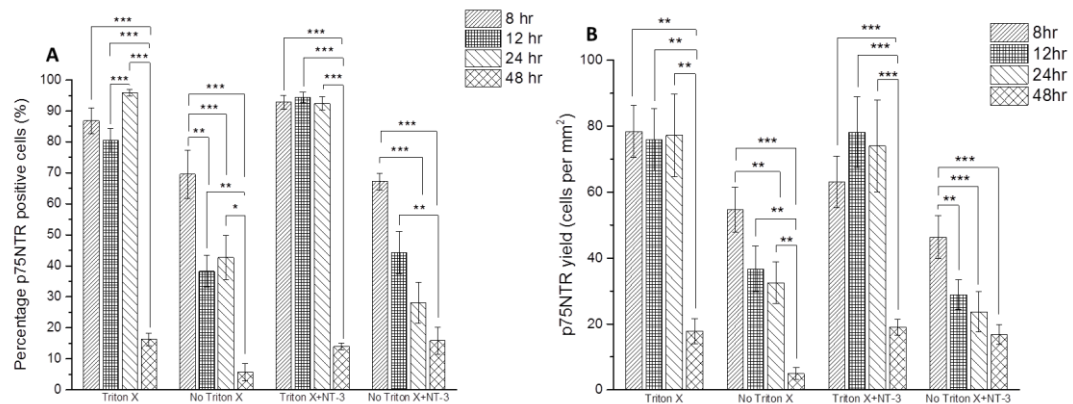 A
Percentage p75NTR positive cells (%)
100
90
80
70
60
50
40
30
20
10
0
Triton X
No Triton X
Triton X+NT-3
No Triton X+NT-3
8 hr
12 hr
24 hr
48 hr
***
***
***
***
***
***
**
**
*
***
***
***
***
***
**
B
p75NTR yield (cells per mm²)
100
80
60
40
20
0
Triton X
No Triton X
Triton X+NT-3
No Triton X+NT-3
8hr
12hr
24hr
48hr
**
**
**
***
**
**
**
***
***
***
***
***
**